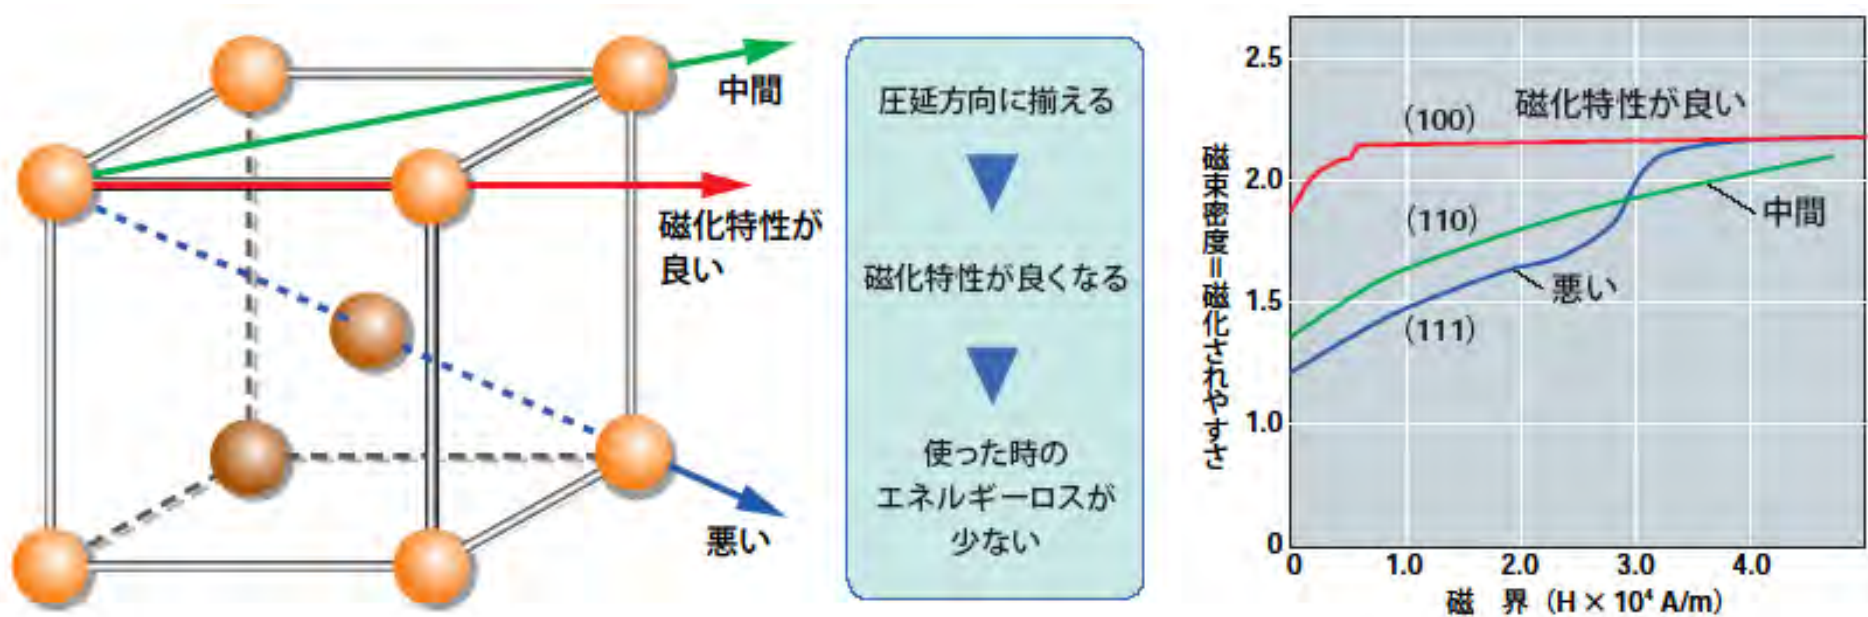 中間
磁化特性が
良い
悪い
圧延方向に揃える
磁化特性が良くなる
使った時の
エネルギーロスが
少ない
磁束密度=磁化されやすさ
2.5
2.0
1.5
1.0
0
(100)
磁化特性が良い
(110)
中間
悪い
(111)
0
1.0
2.0
3.0
4.0
磁 界(H × 10⁴ A/m)